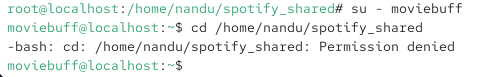 root@localhost:/home/nandu/spotify_shared# su - moviebuff
moviebuff@localhost:~$ cd /home/nandu/spotify_shared
-bash: cd: /home/nandu/spotify_shared: Permission denied
moviebuff@localhost:~$